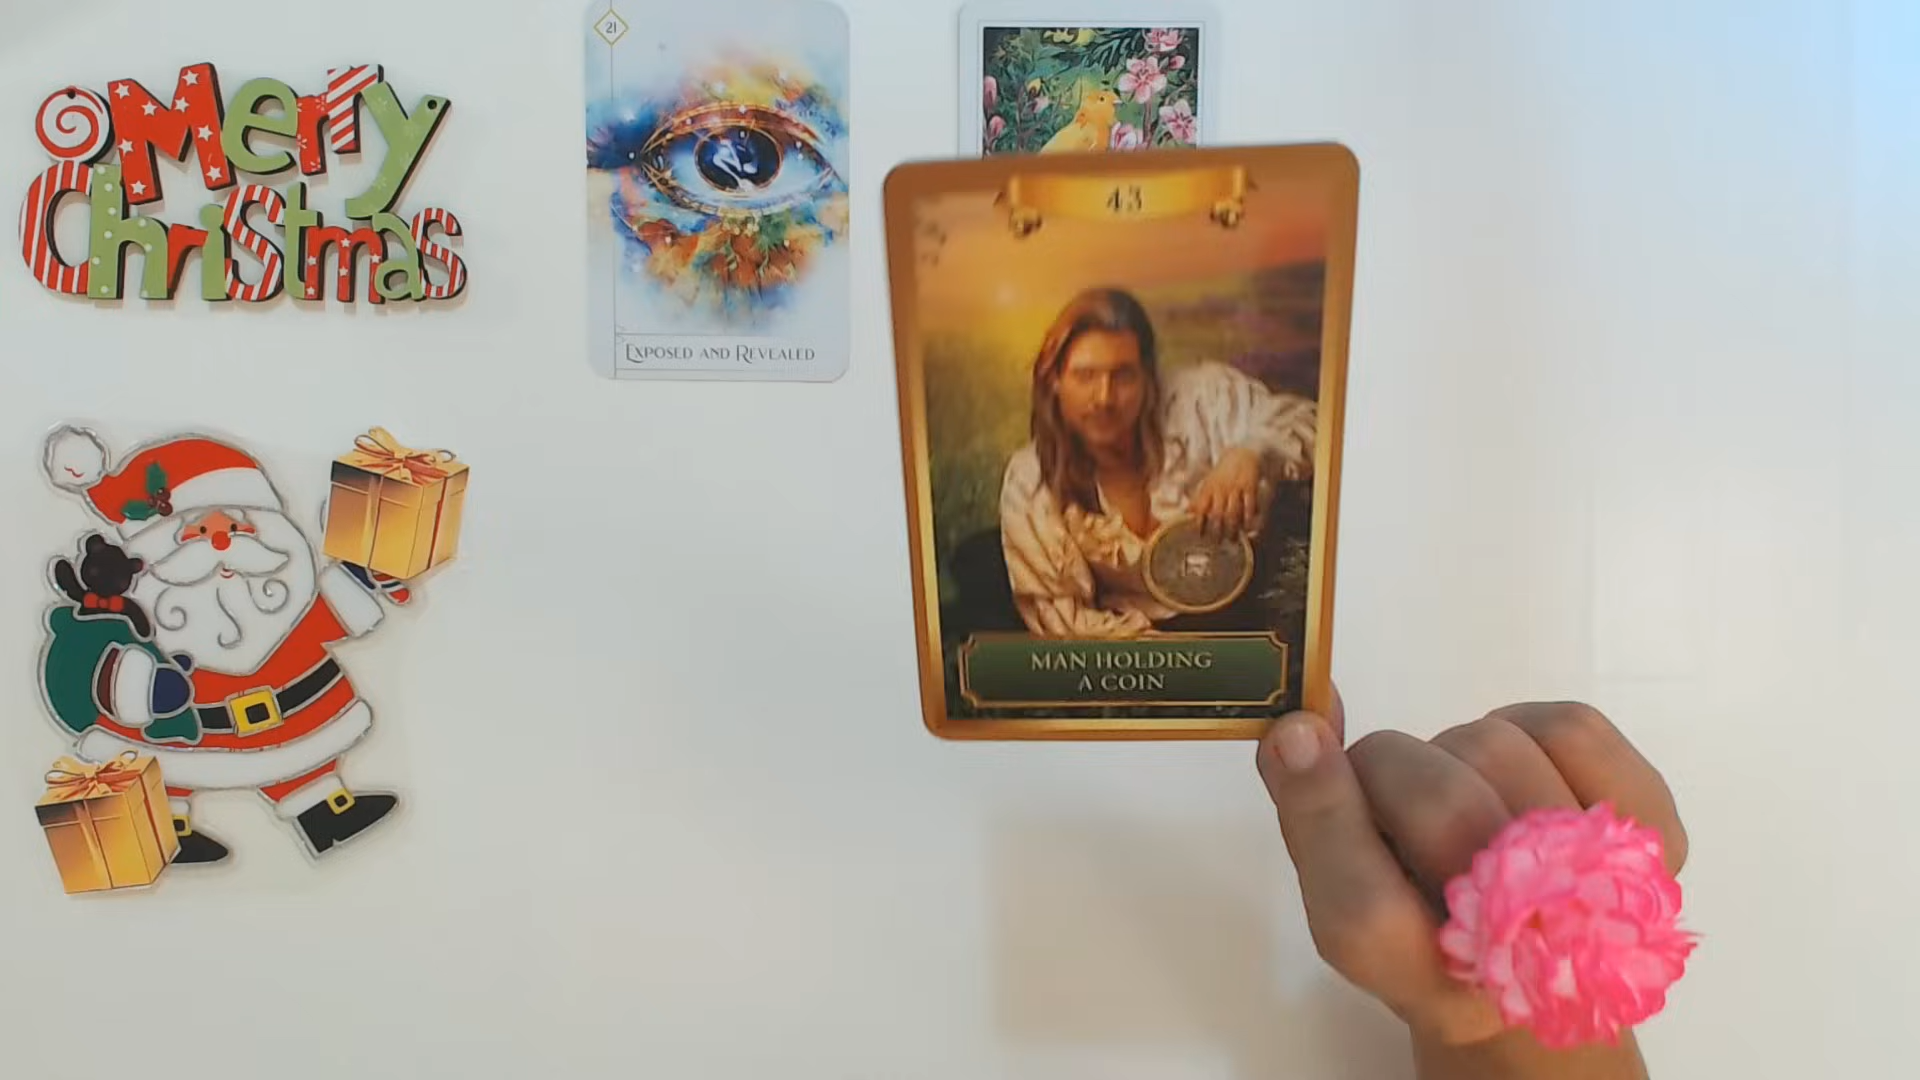 Merry
Christmas
21
EXPOSED AND REVEALED
43
MAN HOLDING
A COIN